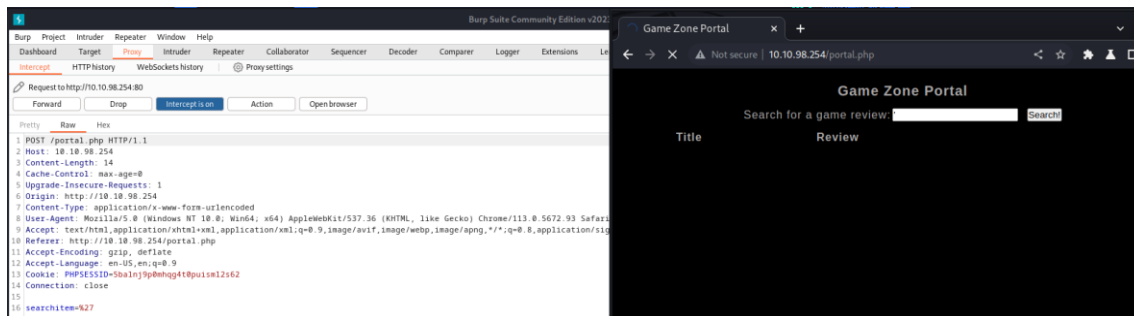 Burp Suite Community Edition v202
Burp Project Intruder Repeater Window Help
Dashboard Target Proxy Intruder Repeater Collaborator Sequencer Decoder Comparer Logger Extensions Le
Intercept HTTP history WebSockets history Proxy settings
Request to http://10.10.98.254:80
Forward Drop Intercept is on Action Open browser
Pretty Raw Hex
1 POST /portal.php HTTP/1.1
2 Host: 10.10.98.254
3 Content-Length: 14
4 Cache-Control: max-age=0
5 Upgrade-Insecure-Requests: 1
6 Origin: http://10.10.98.254
7 Content-Type: application/x-www-form-urlencoded
8 User-Agent: Mozilla/5.0 (Windows NT 10.0; Win64; x64) AppleWebKit/537.36 (KHTML, like Gecko) Chrome/113.0.5672.93 Safari
9 Accept: text/html,application/xhtml+xml,application/xml;q=0.9,image/avif,image/webp,image/apng,*/*;q=0.8,application/sig
10 Referer: http://10.10.98.254/portal.php
11 Accept-Encoding: gzip, deflate
12 Accept-Language: en-US,en;q=0.9
13 Cookie: PHPSESSID=5ba1nj9p0mhqg4t0puism12s62
14 Connection: close
15
16 searchitem=%27
Game Zone Portal
Not secure | 10.10.98.254/portal.php
Game Zone Portal
Search for a game review: ' Search!
Title Review